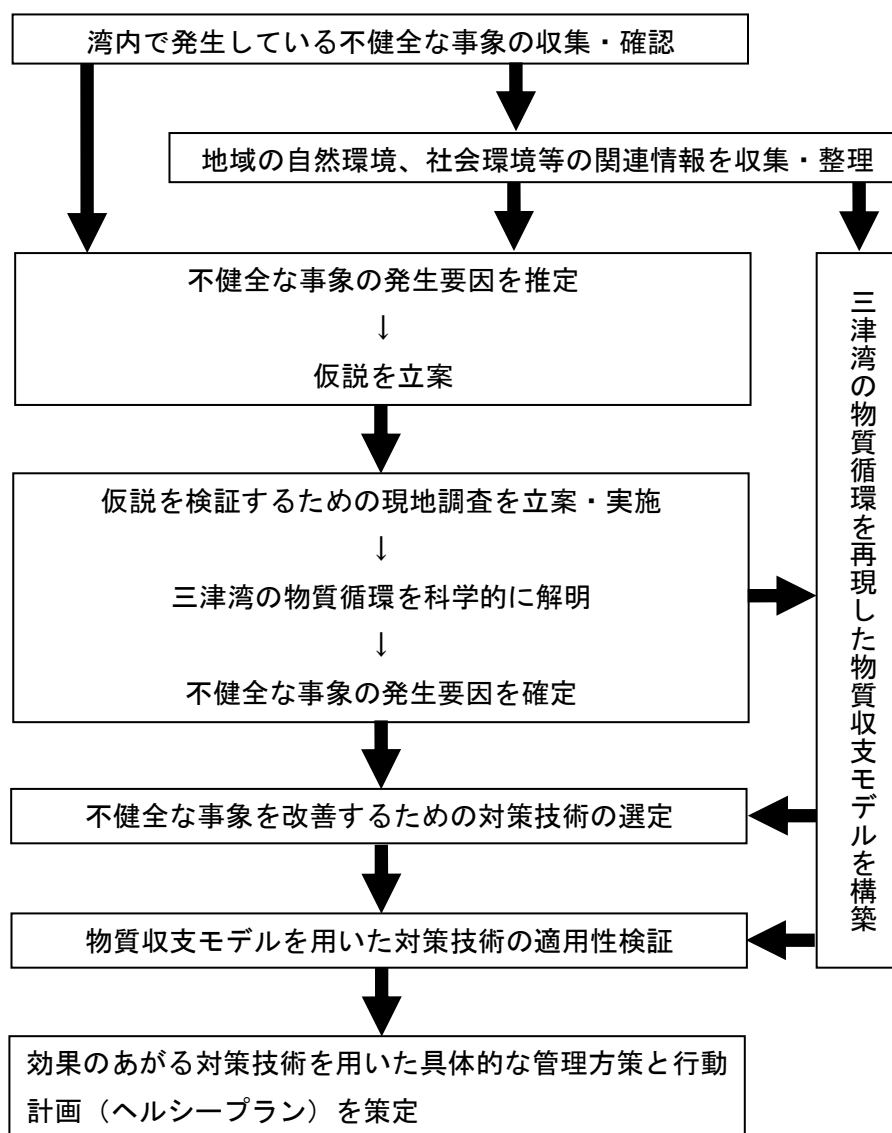 湾内で発生している不健全な事象の収集・確認
地域の自然環境、社会環境等の関連情報を収集・整理
不健全な事象の発生要因を推定
↓
仮説を立案
仮説を検証するための現地調査を立案・実施
↓
三津湾の物質循環を科学的に解明
↓
不健全な事象の発生要因を確定
三津湾の物質循環を再現した物質収支モデルを構築
不健全な事象を改善するための対策技術の選定
物質収支モデルを用いた対策技術の適用性検証
効果のあがる対策技術を用いた具体的な管理方策と行動
計画（ヘルシープラン）を策定